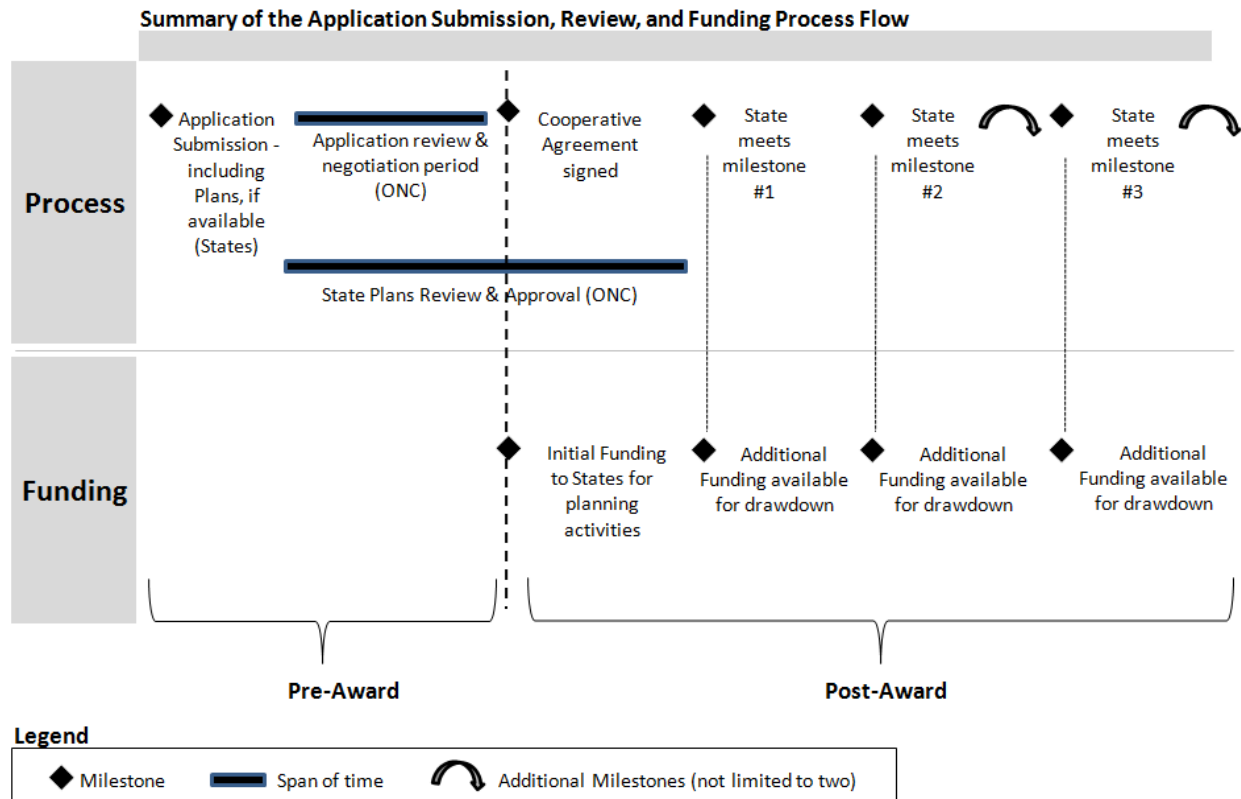 Summary of the Application Submission, Review, and Funding Process Flow
Process
Application
Submission -
including
Plans, if
available
(States)
Application review &
negotiation period
(ONC)
Cooperative
Agreement
signed
State
meets
milestone
#1
State
meets
milestone
#2
State
meets
milestone
#3
State Plans Review & Approval (ONC)
Funding
Initial Funding
to States for
planning
activities
Additional
Funding available
for drawdown
Additional
Funding available
for drawdown
Additional
Funding available
for drawdown
Pre-Award
Post-Award
Legend
Milestone
Span of time
Additional Milestones (not limited to two)